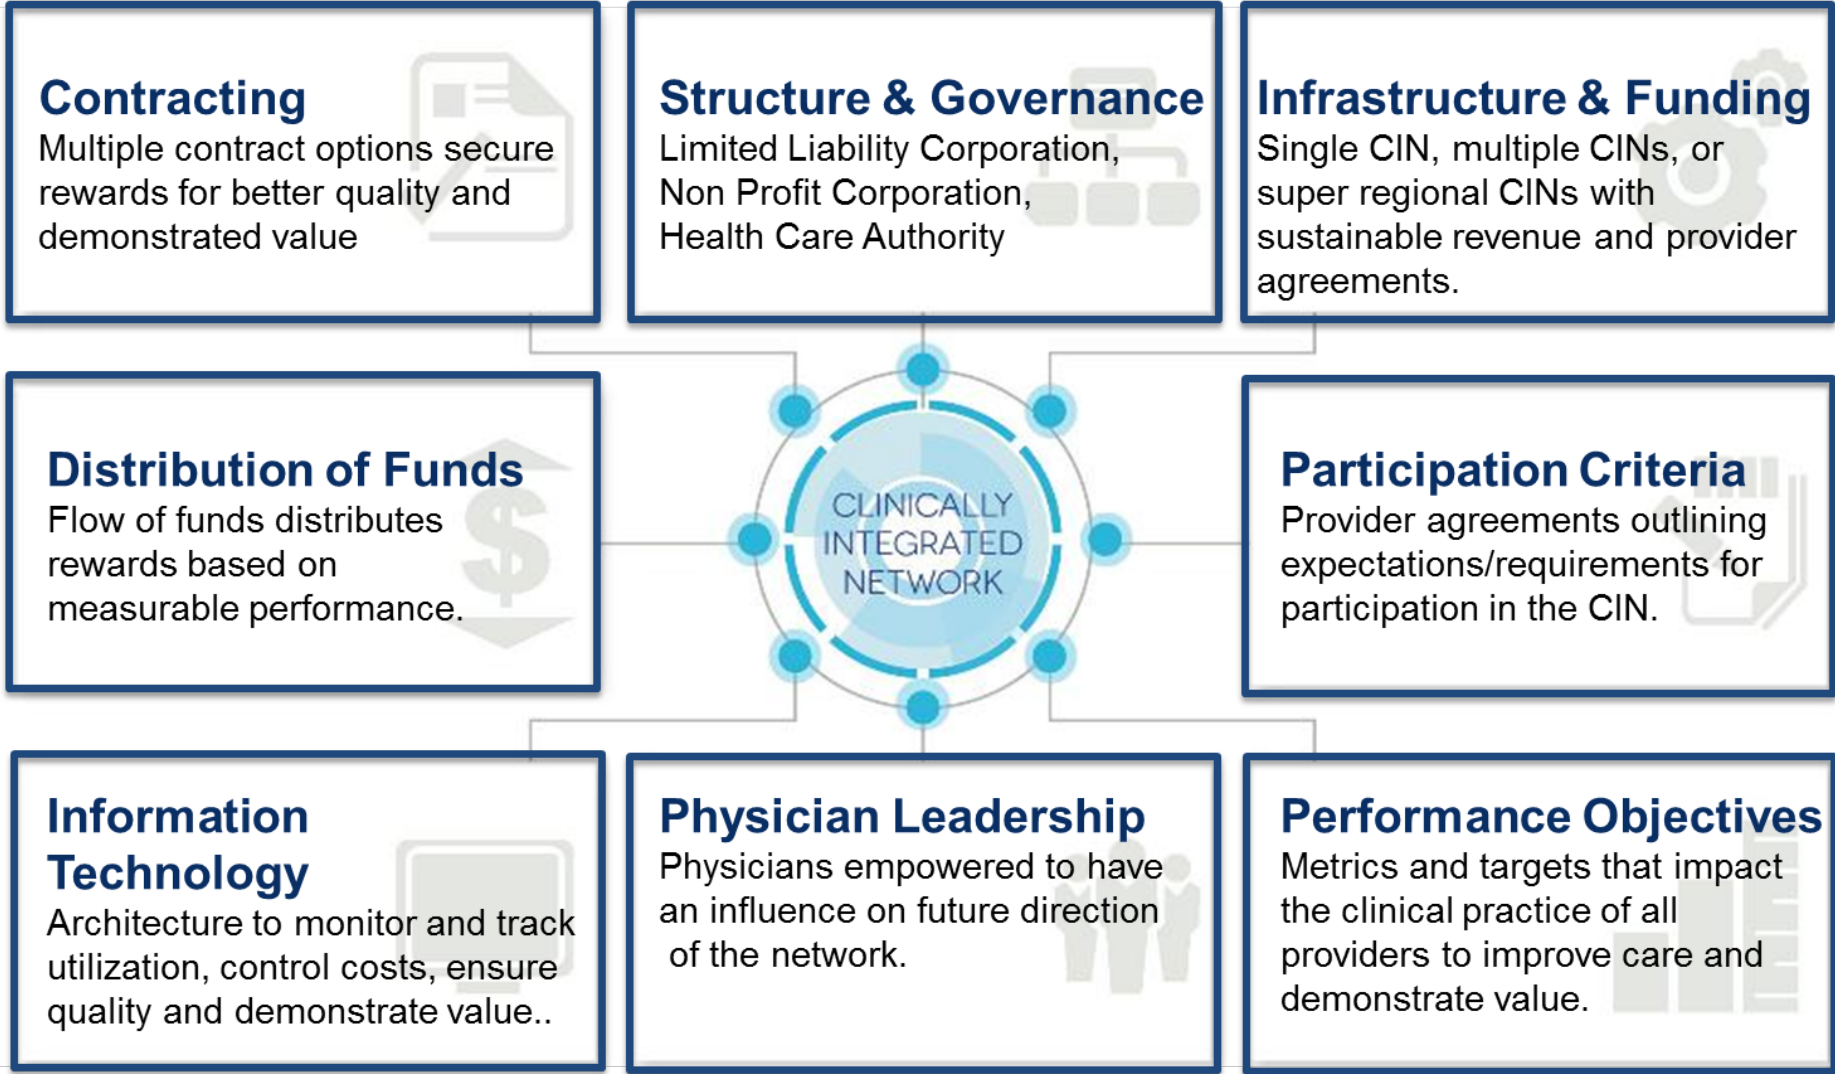 Contracting
Multiple contract options secure
rewards for better quality and
demonstrated value
Structure & Governance
Limited Liability Corporation,
Non Profit Corporation,
Health Care Authority
Infrastructure & Funding
Single CIN, multiple CINs, or
super regional CINs with
sustainable revenue and provider
agreements.
Distribution of Funds
Flow of funds distributes
rewards based on
measurable performance.
$
CLINICALLY
INTEGRATED
NETWORK
Participation Criteria
Provider agreements outlining
expectations/requirements for
participation in the CIN.
Information
Technology
Architecture to monitor and track
utilization, control costs, ensure
quality and demonstrate value..
Physician Leadership
Physicians empowered to have
an influence on future direction
of the network.
Performance Objectives
Metrics and targets that impact
the clinical practice of all
providers to improve care and
demonstrate value.